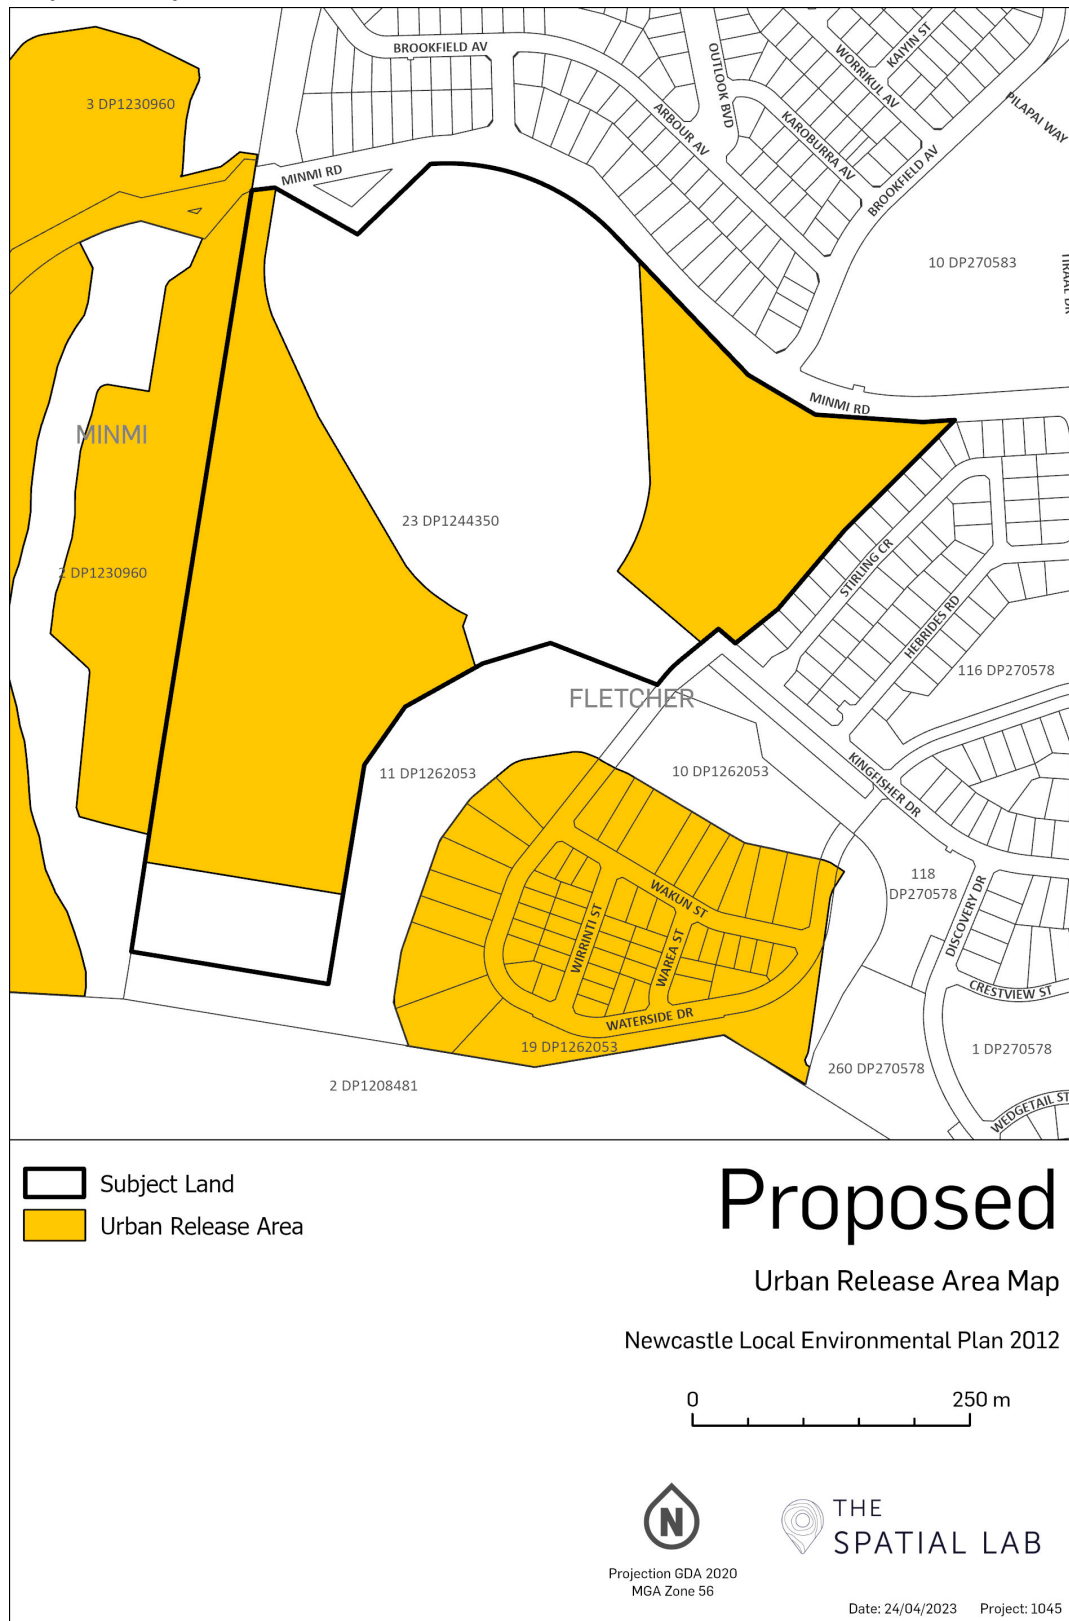 BROOKFIELD AV
OUTLOOK BVD
WORRIKUL AV
KAIYIN ST
3 DP1230960
ARBOUR AV
KAROBURRA AV
PILAPAI WAY
MINMI RD
BROOKFIELD AV
10 DP270583
MINMI RD
MINMI
23 DP1244350
2 DP1230960
STIRLING CR
HEBRIDES RD
116 DP270578
FLETCHER
11 DP1262053
10 DP1262053
KINGFISHER DR
118
DP270578
WAKUN ST
WIRRINTI ST
WAREA ST
DISCOVERY DR
CRESTVIEW ST
WATERSIDE DR
19 DP1262053
1 DP270578
260 DP270578
2 DP1208481
WEDGETAIL ST
Subject Land
Urban Release Area
Proposed
Urban Release Area Map
Newcastle Local Environmental Plan 2012
0 250 m
N
THE
SPATIAL LAB
Projection GDA 2020
MGA Zone 56
Date: 24/04/2023 Project: 1045